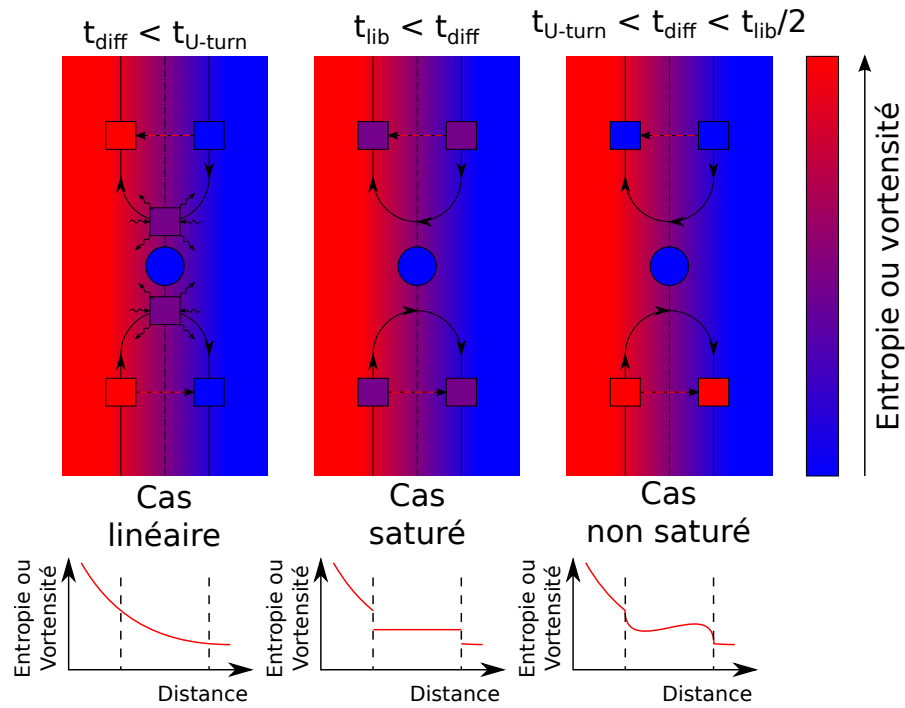 t_diff < t_U-turn
t_lib < t_diff
t_U-turn < t_diff < t_lib/2
Entropie ou vortensité
Cas
linéaire
Cas
saturé
Cas
non saturé
Entropie ou
Vortensité
Distance
Entropie ou
Vortensité
Distance
Entropie ou
Vortensité
Distance